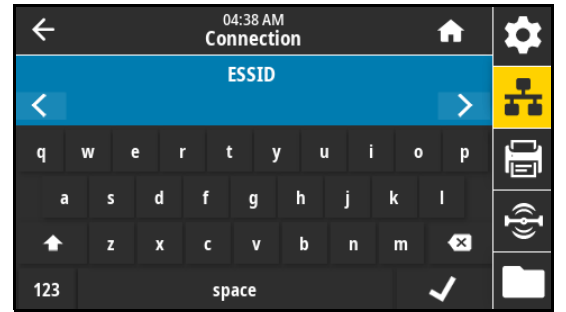 04:38 AM
Connection
ESSID
q w e r t y u i o p
a s d f g h j k l
z x c v b n m
123 space